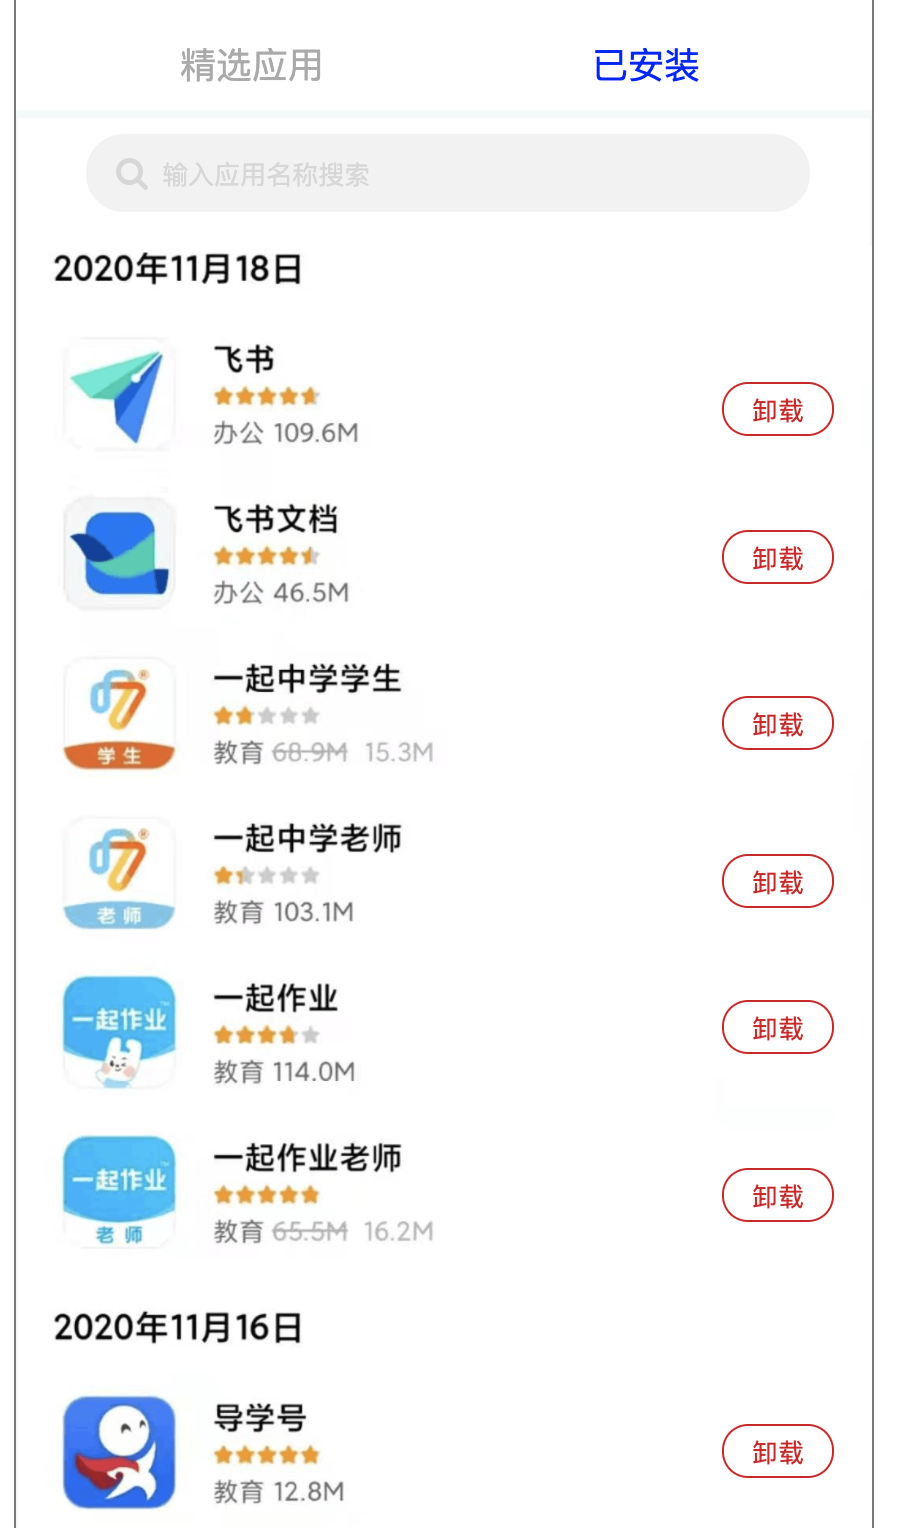 精选应用 已安装
输入应用名称搜索
2020年11月18日
飞书
办公 109.6M
卸载
飞书文档
办公 46.5M
卸载
学生
一起中学学生
教育 68.9M 15.3M
卸载
老师
一起中学老师
教育 103.1M
卸载
一起作业
一起作业
教育 114.0M
卸载
一起作业
老师
一起作业老师
教育 65.5M 16.2M
卸载
2020年11月16日
导学号
教育 12.8M
卸载